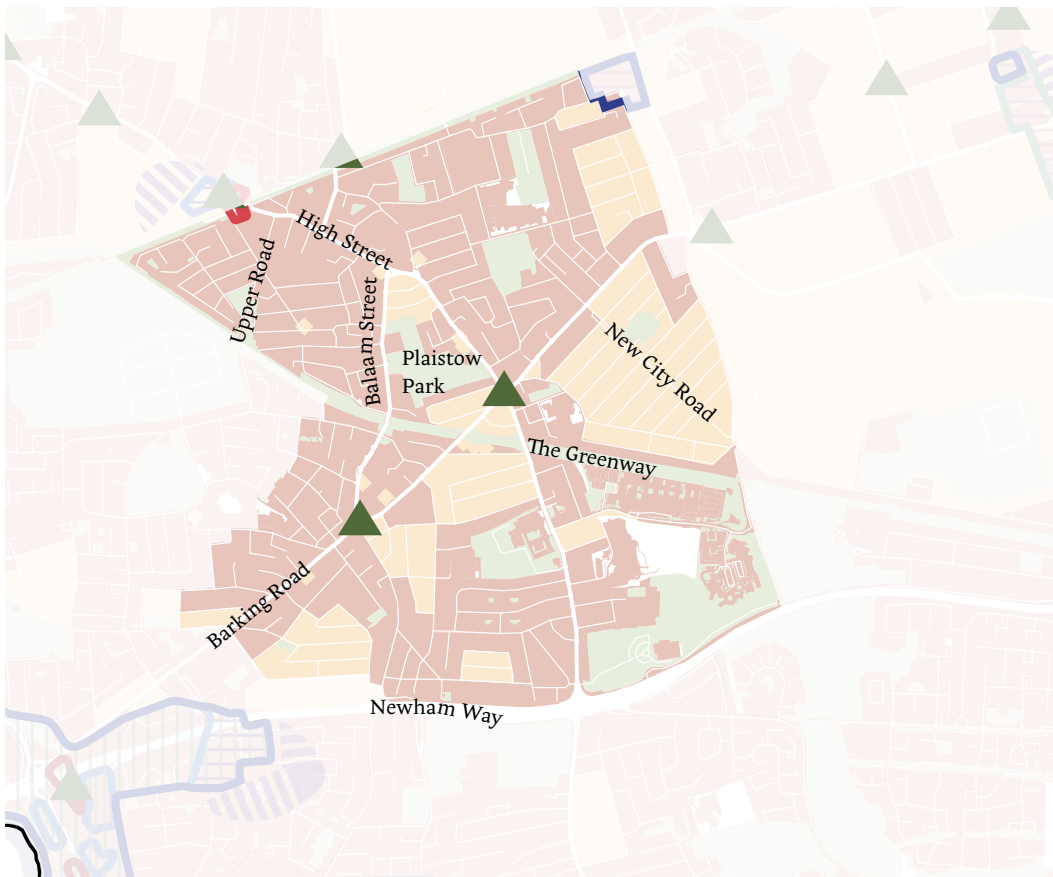 High Street
Upper Road
Balaam Street
New City Road
Plaistow
Park
The Greenway
Barking Road
Newham Way